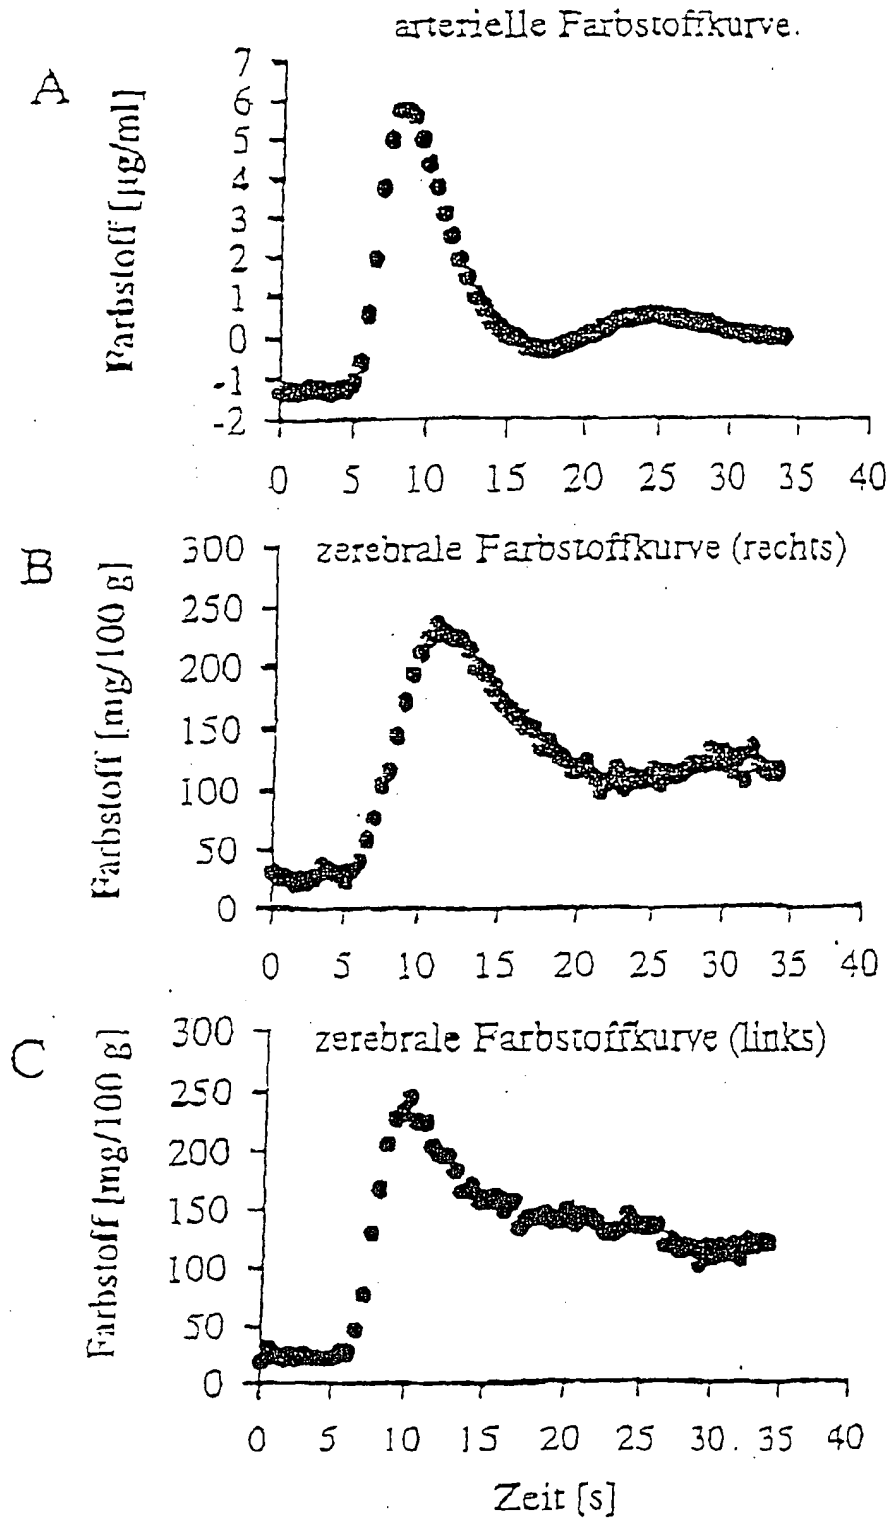 arterielle Farbstoffkurve.
A
Farbstoff [µg/ml]
7
6
5
4
3
2
1
0
-1
-2
0 5 10 15 20 25 30 35 40
B
zerebrale Farbstoffkurve (rechts)
Farbstoff [mg/100 g]
300
250
200
150
100
50
0
0 5 10 15 20 25 30 35 40
C
zerebrale Farbstoffkurve (links)
Farbstoff [mg/100 g]
300
250
200
150
100
50
0
0 5 10 15 20 25 30 35 40
Zeit [s]